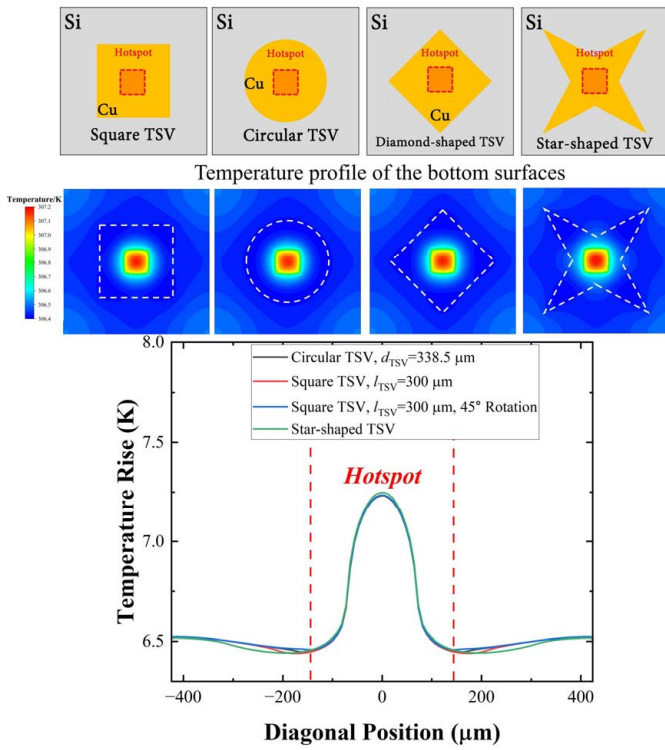 Si
Hotspot
Cu
Square TSV
Si
Hotspot
Cu
Circular TSV
Si
Hotspot
Cu
Diamond-shaped TSV
Si
Hotspot
Star-shaped TSV
Temperature profile of the bottom surfaces
Temperature/K
307.2
307.1
307.0
306.9
306.8
306.6
306.5
306.4
8.0
Circular TSV, dTSV=338.5 μm
Square TSV, lTSV=300 μm
Square TSV, lTSV=300 μm, 45° Rotation
Star-shaped TSV
7.5
Hotspot
7.0
6.5
Temperature Rise (K)
−400
−200
0
200
400
Diagonal Position (μm)